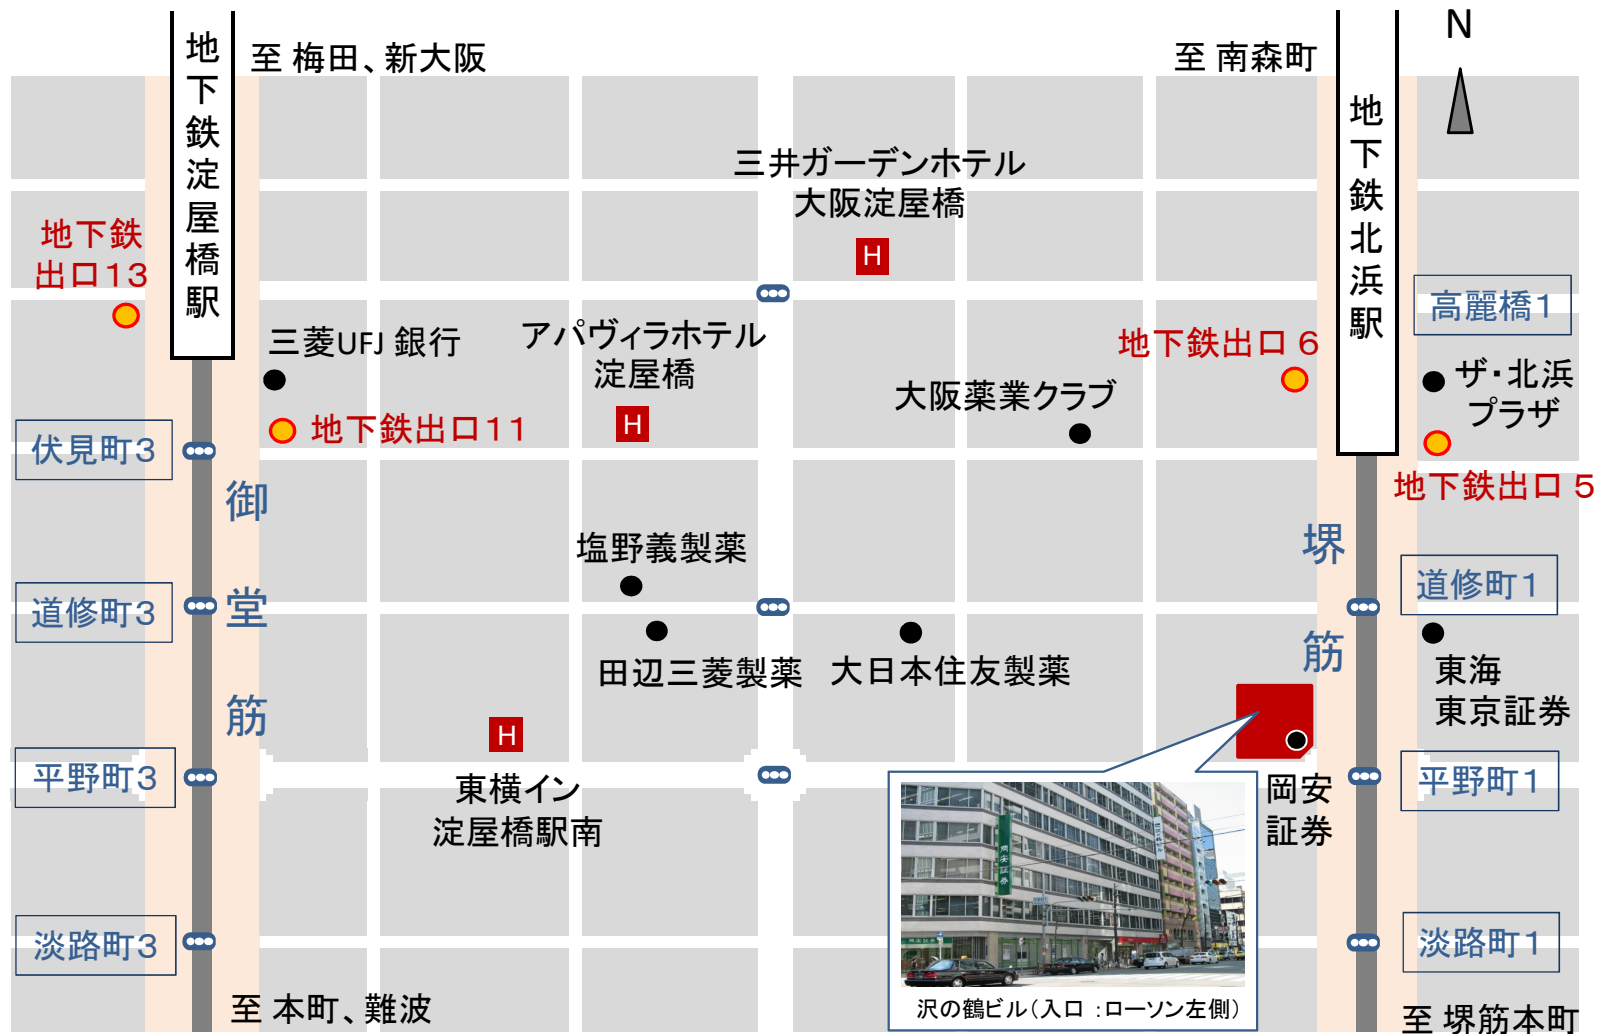 至 梅田、新大阪
至 南森町
N
地下鉄淀屋橋駅
地下鉄北浜駅
三井ガーデンホテル
大阪淀屋橋
H
地下鉄
出口13
高麗橋1
三菱UFJ 銀行
アパヴィラホテル
淀屋橋
H
地下鉄出口 6
大阪薬業クラブ
ザ・北浜
プラザ
地下鉄出口11
伏見町3
地下鉄出口 5
御堂筋
堺筋
塩野義製薬
道修町3
道修町1
田辺三菱製薬
大日本住友製薬
東海
東京証券
H
平野町3
東横イン
淀屋橋駅南
岡安
証券
平野町1
岡安証券
淡路町3
淡路町1
沢の鶴ビル(入口 :ローソン左側)
至 本町、難波
至 堺筋本町